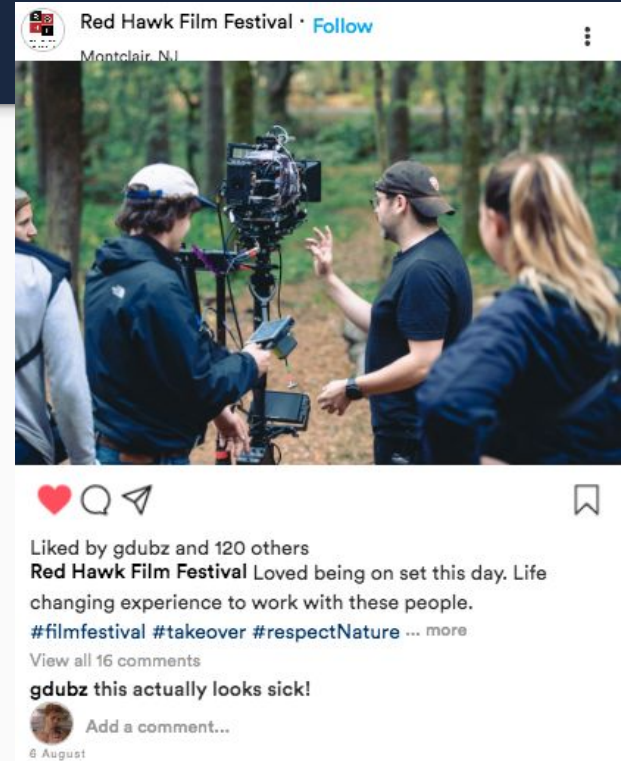 Red Hawk Film Festival · Follow
Montclair, NJ
Liked by gdubz and 120 others
Red Hawk Film Festival Loved being on set this day. Life
changing experience to work with these people.
#filmfestival #takeover #respectNature ... more
View all 16 comments
gdubz this actually looks sick!
Add a comment...
6 August